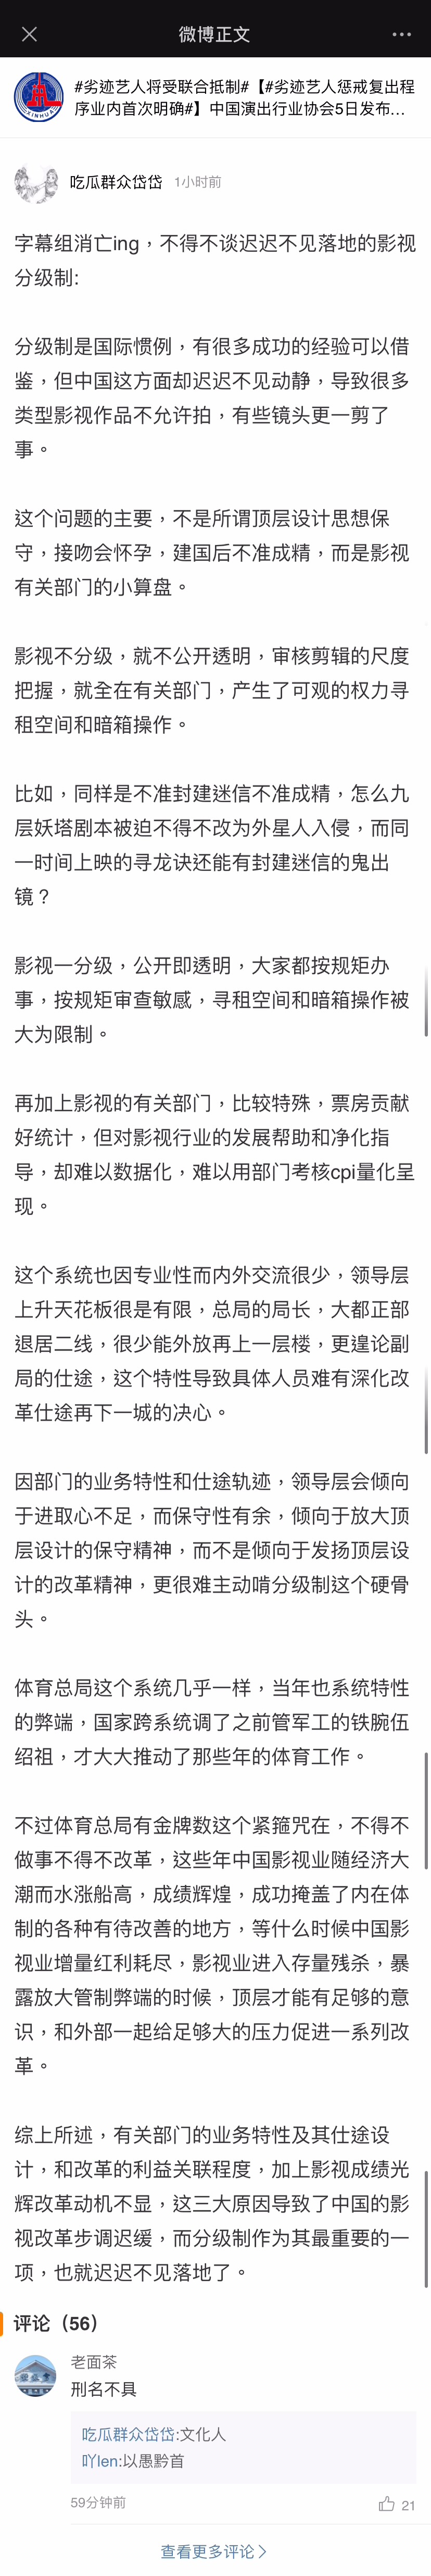 微博正文
#劣迹艺人将受联合抵制#【#劣迹艺人惩戒复出程
序业内首次明确#】中国演出行业协会5日发布...
XINHUA
吃瓜群众岱岱 1小时前
字幕组消亡ing，不得不谈迟迟不见落地的影视
分级制:
分级制是国际惯例，有很多成功的经验可以借
鉴，但中国这方面却迟迟不见动静，导致很多
类型影视作品不允许拍，有些镜头更一剪了
事。
这个问题的主要，不是所谓顶层设计思想保
守，接吻会怀孕，建国后不准成精，而是影视
有关部门的小算盘。
影视不分级，就不公开透明，审核剪辑的尺度
把握，就全在有关部门，产生了可观的权力寻
租空间和暗箱操作。
比如，同样是不准封建迷信不准成精，怎么九
层妖塔剧本被迫不得不改为外星人入侵，而同
一时间上映的寻龙诀还能有封建迷信的鬼出
镜？
影视一分级，公开即透明，大家都按规矩办
事，按规矩审查敏感，寻租空间和暗箱操作被
大为限制。
再加上影视的有关部门，比较特殊，票房贡献
好统计，但对影视行业的发展帮助和净化指
导，却难以数据化，难以用部门考核cpi量化呈
现。
这个系统也因专业性而内外交流很少，领导层
上升天花板很是有限，总局的局长，大都正部
退居二线，很少能外放再上一层楼，更遑论副
局的仕途，这个特性导致具体人员难有深化改
革仕途再下一城的决心。
因部门的业务特性和仕途轨迹，领导层会倾向
于进取心不足，而保守性有余，倾向于放大顶
层设计的保守精神，而不是倾向于发扬顶层设
计的改革精神，更很难主动啃分级制这个硬骨
头。
体育总局这个系统几乎一样，当年也系统特性
的弊端，国家跨系统调了之前管军工的铁腕伍
绍祖，才大大推动了那些年的体育工作。
不过体育总局有金牌数这个紧箍咒在，不得不
做事不得不改革，这些年中国影视业随经济大
潮而水涨船高，成绩辉煌，成功掩盖了内在体
制的各种有待改善的地方，等什么时候中国影
视业增量红利耗尽，影视业进入存量残杀，暴
露放大管制弊端的时候，顶层才能有足够的意
识，和外部一起给足够大的压力促进一系列改
革。
综上所述，有关部门的业务特性及其仕途设
计，和改革的利益关联程度，加上影视成绩光
辉改革动机不显，这三大原因导致了中国的影
视改革步调迟缓，而分级制作为其最重要的一
项，也就迟迟不见落地了。
评论（56）
老面茶
刑名不具
吃瓜群众岱岱:文化人
吖len:以愚黔首
59分钟前 21
查看更多评论